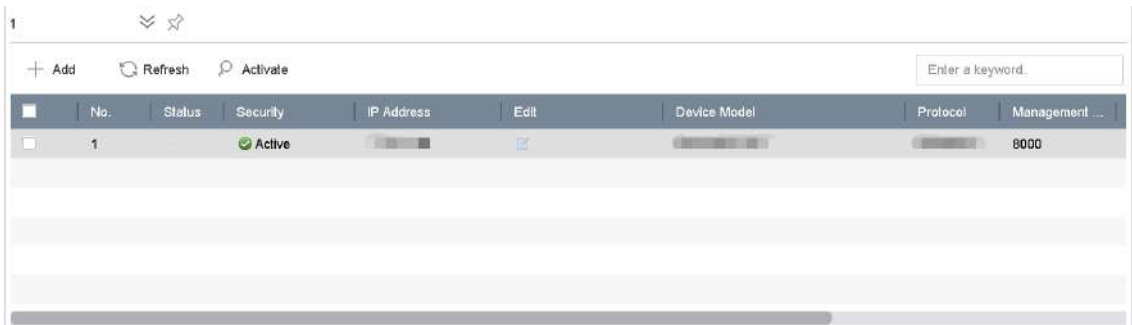 1
Add Refresh Activate Enter a keyword.
No. Status Security IP Address Edit Device Model Protocol Management ...
1 Active 8000